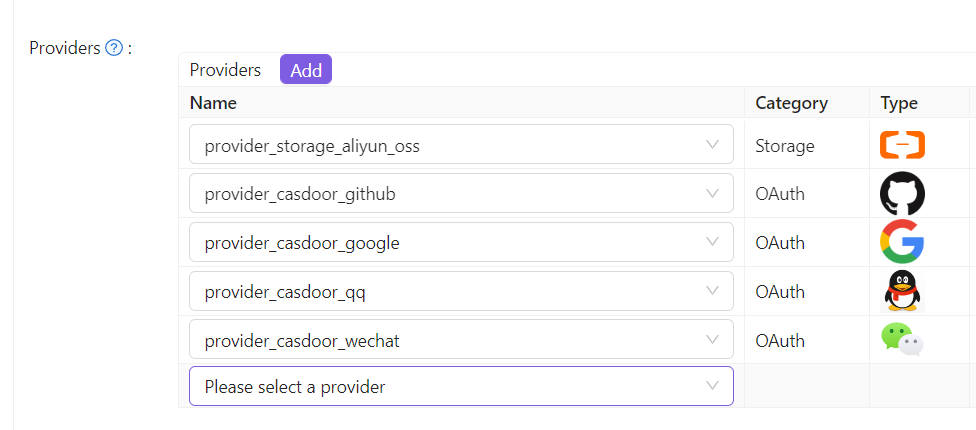 Providers ? :
Providers Add
Name Category Type
provider_storage_aliyun_oss Storage
provider_casdoor_github OAuth
provider_casdoor_google OAuth
provider_casdoor_qq OAuth
provider_casdoor_wechat OAuth
Please select a provider